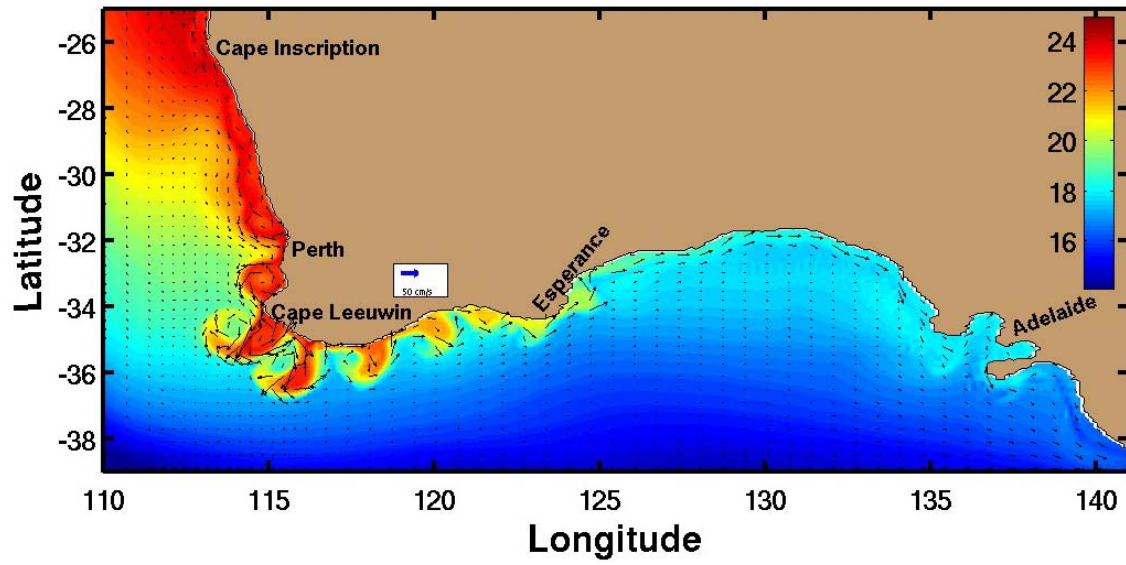 -26
-28
-30
-32
-34
-36
-38
Latitude
Cape Inscription
Perth
Cape Leeuwin
50 cm/s
Esperance
Adelaide
24
22
20
18
16
110
115
120
125
130
135
140
Longitude